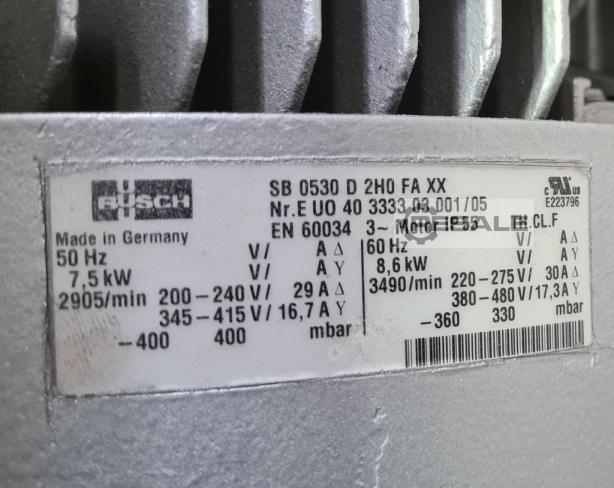 BUSCH
SB 0530 D 2H0 FA XX
Nr.E UO 40 3333 03 001/05
c RU us
E223796
Made in Germany
EN 60034 3~ Motor IP 55 TH.CL.F
50 Hz V/ A Δ
7,5 kW V/ A Y
2905/min 200-240 V/ 29 A Δ
345-415 V/ 16,7 A Y
-400 400 mbar
60 Hz V/ A Δ
8,6 kW V/ A Y
3490/min 220-275 V/ 30 A Δ
380-480 V/ 17,3 A Y
-360 330 mbar